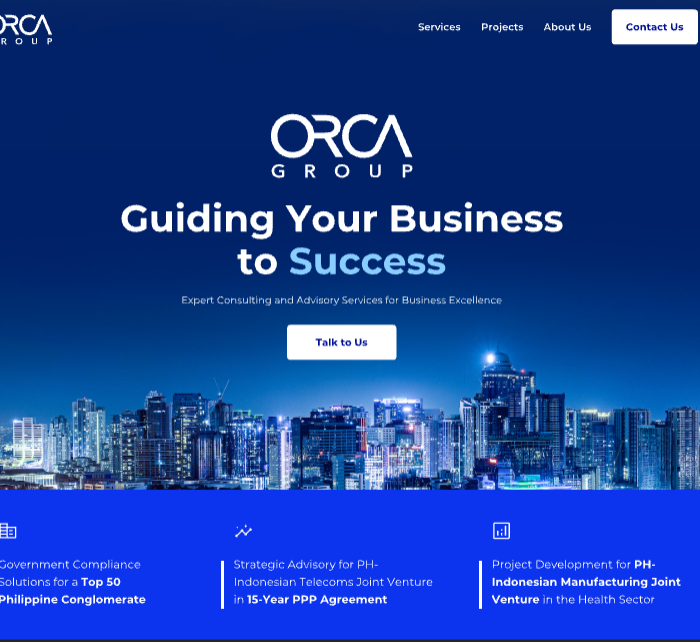 ORCA
GROUP
Services Projects About Us Contact Us
ORCA
GROUP
Guiding Your Business
to Success
Expert Consulting and Advisory Services for Business Excellence
Talk to Us
Government Compliance
Solutions for a Top 50
Philippine Conglomerate
Strategic Advisory for PH-
Indonesian Telecoms Joint Venture
in 15-Year PPP Agreement
Project Development for PH-
Indonesian Manufacturing Joint
Venture in the Health Sector